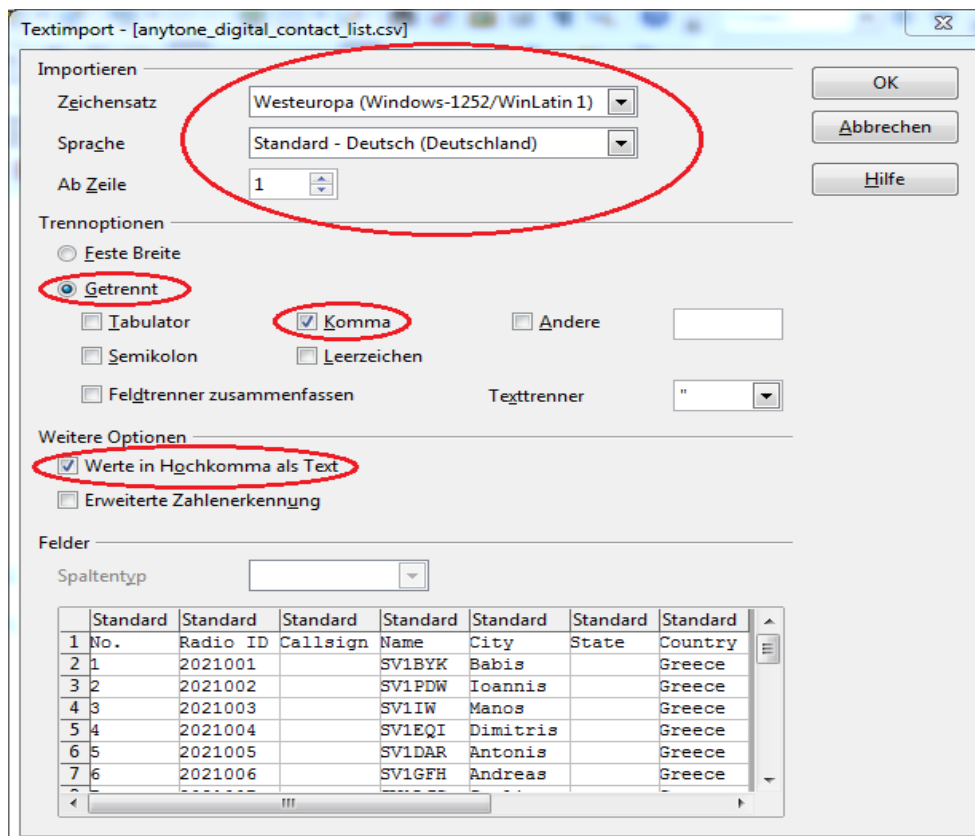 Textimport - [anytone_digital_contact_list.csv]
Importieren
Zeichensatz Westeuropa (Windows-1252/WinLatin 1)
Sprache Standard - Deutsch (Deutschland)
Ab Zeile 1
OK
Abbrechen
Hilfe
Trennoptionen
Feste Breite
Getrennt
Tabulator Komma Andere
Semikolon Leerzeichen
Feldtrenner zusammenfassen Texttrenner "
Weitere Optionen
Werte in Hochkomma als Text
Erweiterte Zahlenerkennung
Felder
Spaltentyp
Standard Standard Standard Standard Standard Standard Standard
1 No. Radio ID Callsign Name City State Country
2 1 2021001 SV1BYK Babis Greece
3 2 2021002 SV1PDW Ioannis Greece
4 3 2021003 SV1IW Manos Greece
5 4 2021004 SV1EQI Dimitris Greece
6 5 2021005 SV1DAR Antonis Greece
7 6 2021006 SV1GFH Andreas Greece